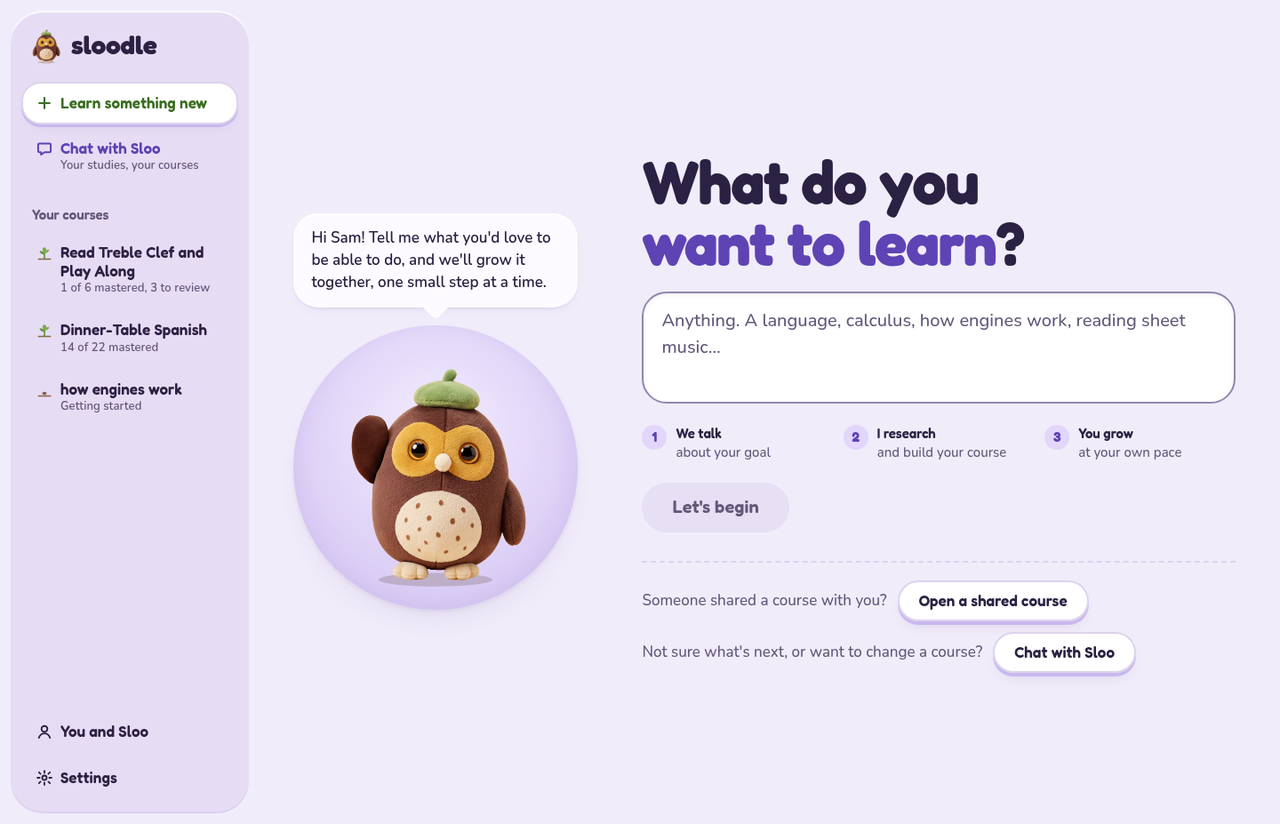 sloodle
Learn something new
Chat with Sloo
Your studies, your courses
Your courses
Read Treble Clef and
Play Along
1 of 6 mastered, 3 to review
Dinner-Table Spanish
14 of 22 mastered
how engines work
Getting started
You and Sloo
Settings
Hi Sam! Tell me what you'd love to
be able to do, and we'll grow it
together, one small step at a time.
What do you
want to learn?
Anything. A language, calculus, how engines work, reading sheet
music...
1 We talk
about your goal
2 I research
and build your course
3 You grow
at your own pace
Let's begin
Someone shared a course with you? Open a shared course
Not sure what's next, or want to change a course? Chat with Sloo